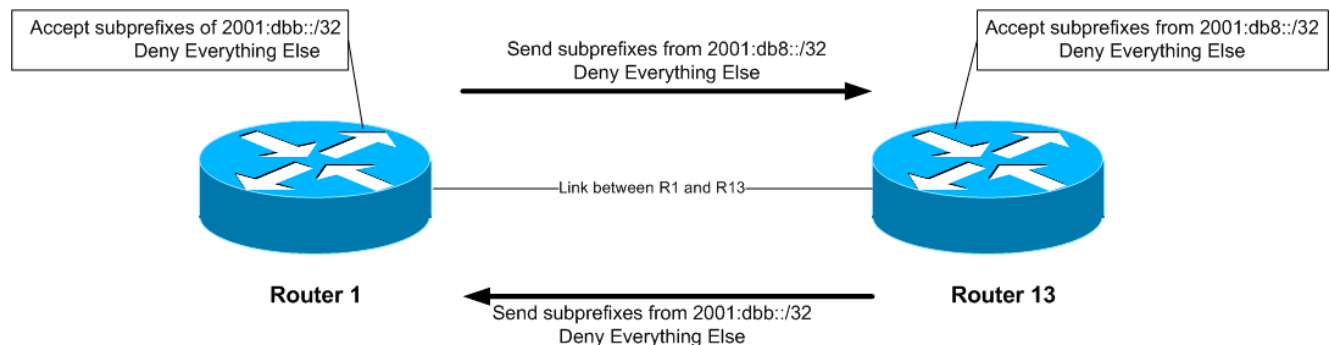 Accept subprefixes of 2001:dbb::/32
Deny Everything Else
Send subprefixes from 2001:db8::/32
Deny Everything Else
Accept subprefixes from 2001:db8::/32
Deny Everything Else
Link between R1 and R13
Router 1
Router 13
Send subprefixes from 2001:dbb::/32
Deny Everything Else